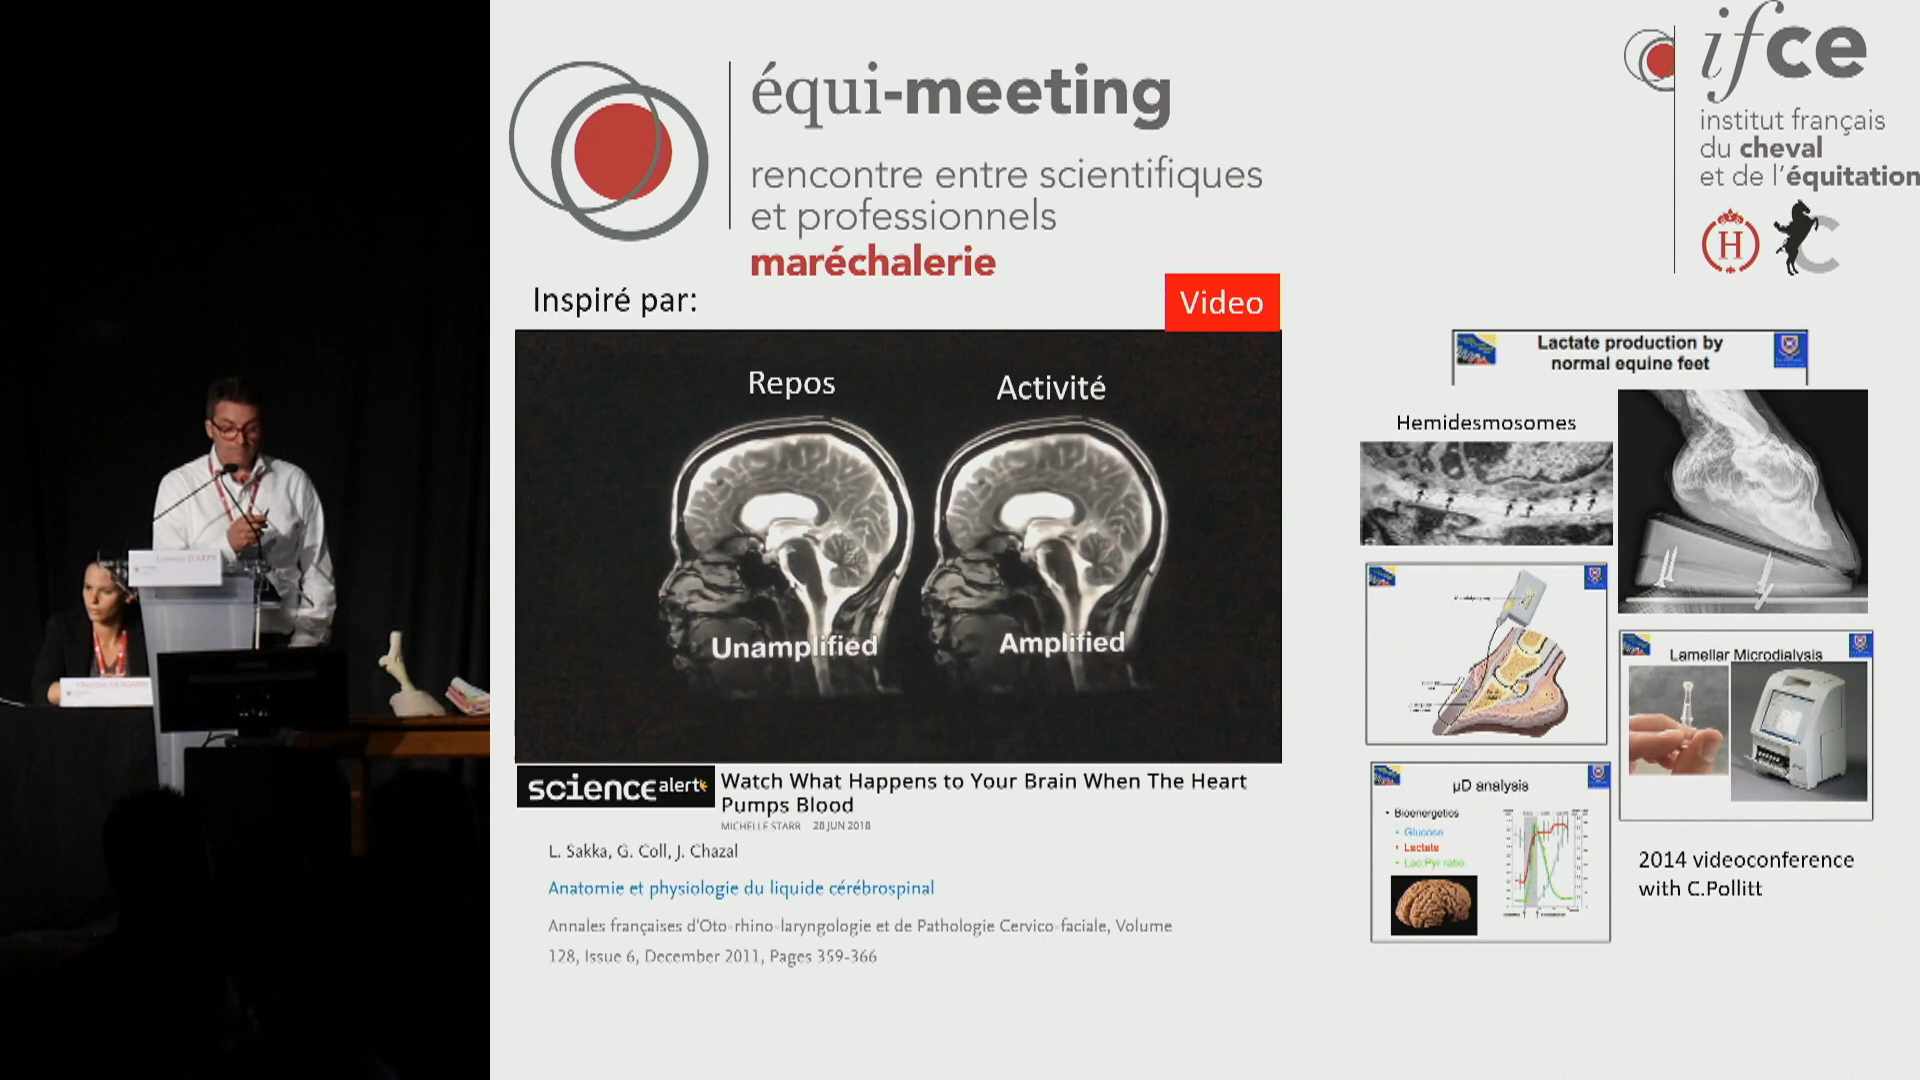 équi-meeting
rencontre entre scientifiques
et professionnels
maréchalerie
ifce
institut français
du cheval
et de l'équitation
H
C
Inspiré par:
Video
Repos
Activité
Unamplified
Amplified
sciencealert
Watch What Happens to Your Brain When The Heart
Pumps Blood
MICHELLE STARR 28 JUN 2018
L. Sakka, G. Coll, J. Chazal
Anatomie et physiologie du liquide cérébrospinal
Annales françaises d'Oto-rhino-laryngologie et de Pathologie Cervico-faciale, Volume
128, Issue 6, December 2011, Pages 359-366
Lactate production by
normal equine feet
Hemidesmosomes
Lamellar Microdialysis
µD analysis
• Bioenergetics
• Glucose
• Lactate
• Lac:Pyr ratio
2014 videoconference
with C.Pollitt